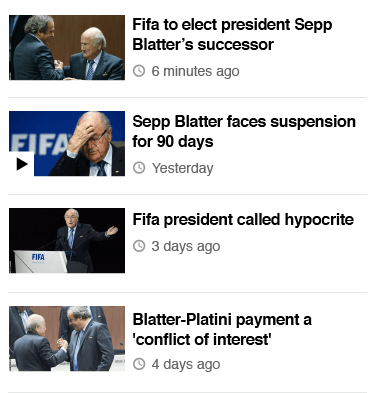 Fifa to elect president Sepp
Blatter’s successor
6 minutes ago
FIFA
Sepp Blatter faces suspension
for 90 days
Yesterday
FIFA
Fifa president called hypocrite
3 days ago
Blatter-Platini payment a
'conflict of interest'
4 days ago